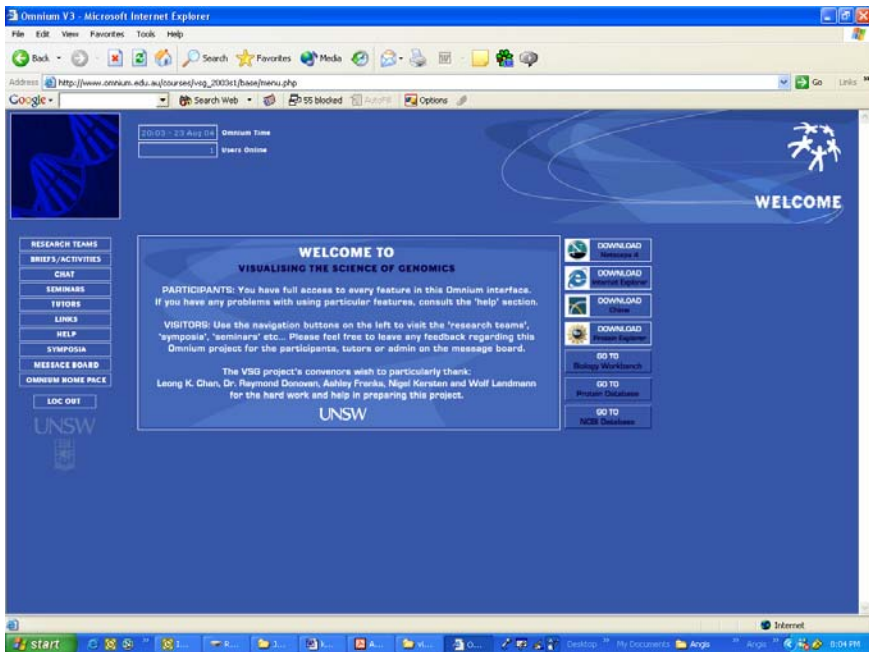 Omnium V3 - Microsoft Internet Explorer
File Edit View Favorites Tools Help
Back Search Favorites Media
Address http://www.omnium.edu.au/courses/vsg_2003s1/base/menu.php Go Links
Google Search Web 55 blocked Autofill Options
20:03 - 23 Aug 04 Omnium Time
1 Users Online
WELCOME
RESEARCH TEAMS
BRIEFS/ACTIVITIES
CHAT
SEMINARS
TUTORS
LINKS
HELP
SYMPOSIA
MESSAGE BOARD
OMNIUM HOME PAGE
LOG OUT
UNSW
WELCOME TO
VISUALISING THE SCIENCE OF GENOMICS
PARTICIPANTS: You have full access to every feature in this Omnium interface.
If you have any problems with using particular features, consult the 'help' section.
VISITORS: Use the navigation buttons on the left to visit the 'research teams',
'symposia', 'seminars' etc... Please feel free to leave any feedback regarding this
Omnium project for the participants, tutors or admin on the message board.
The VSG project's convenors wish to particularly thank:
Leong K. Chan, Dr. Raymond Donovan, Ashley Franks, Nigel Kersten and Wolf Landmann
for the hard work and help in preparing this project.
UNSW
DOWNLOAD
Netscape 4
DOWNLOAD
Internet Explorer
DOWNLOAD
Chime
DOWNLOAD
Protein Explorer
GO TO
Biology Workbench
GO TO
Protein Database
GO TO
NCBI Database
Internet
start Desktop My Documents Angis Angis 8:04 PM